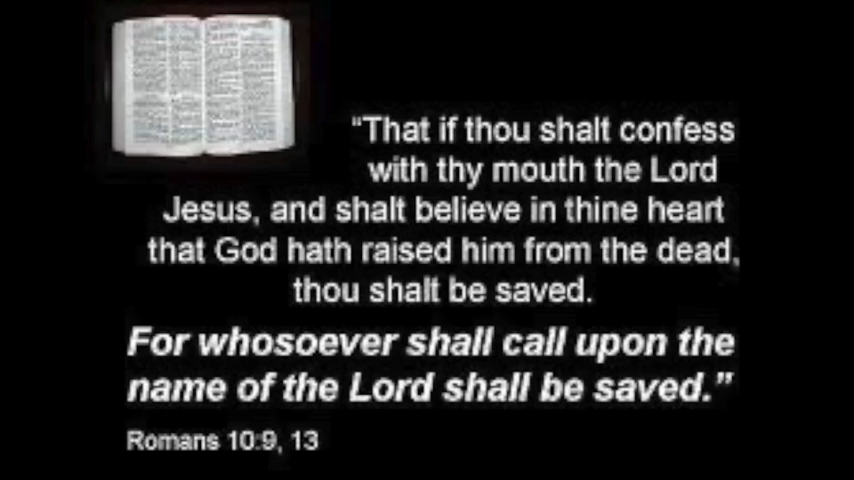 “That if thou shalt confess
with thy mouth the Lord
Jesus, and shalt believe in thine heart
that God hath raised him from the dead,
thou shalt be saved.
For whosoever shall call upon the
name of the Lord shall be saved.”
Romans 10:9, 13